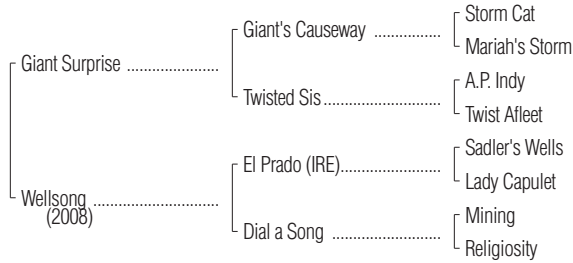 Storm Cat
Giant's Causeway ................
Mariah's Storm
Giant Surprise .......................
A.P. Indy
Twisted Sis.............................
Twist Afleet
Sadler's Wells
El Prado (IRE).........................
Lady Capulet
Wellsong ...............................
(2008)
Mining
Dial a Song ...........................
Religiosity